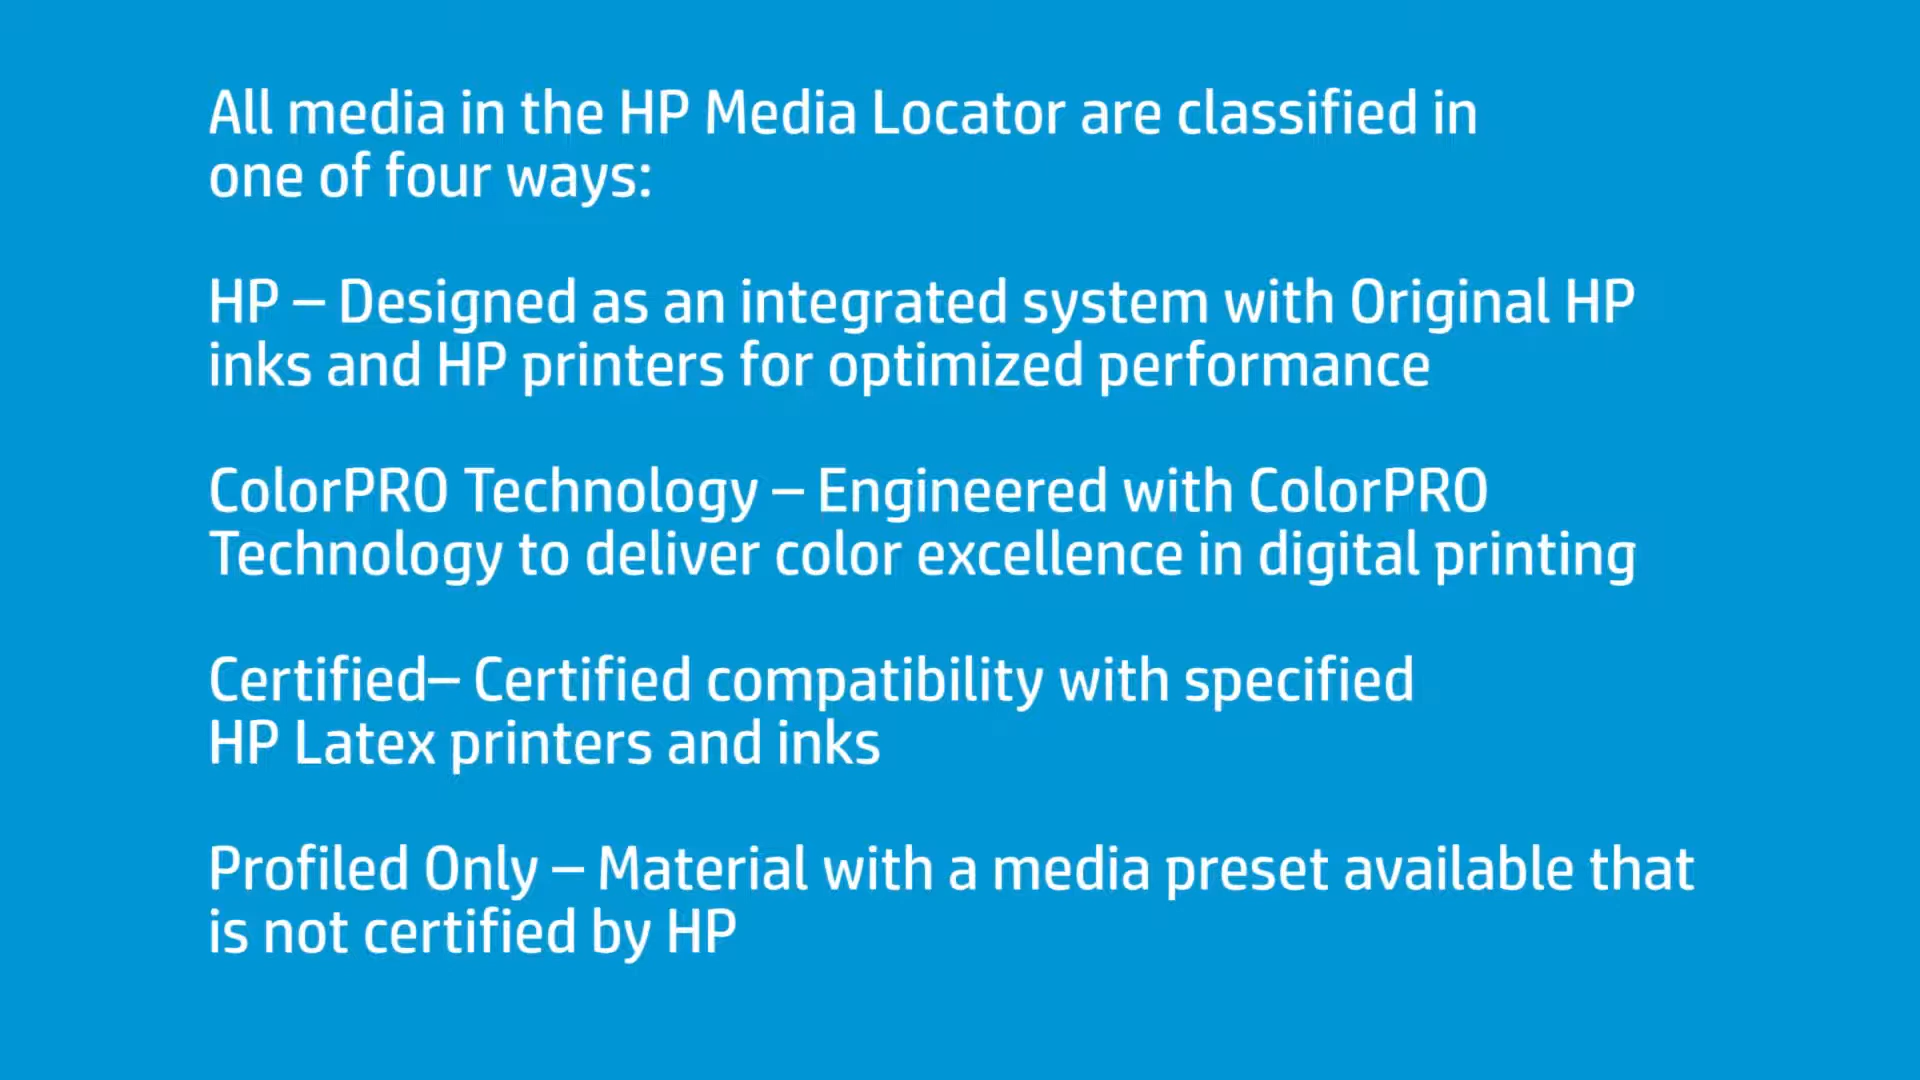 All media in the HP Media Locator are classified in
one of four ways:
HP – Designed as an integrated system with Original HP
inks and HP printers for optimized performance
ColorPRO Technology – Engineered with ColorPRO
Technology to deliver color excellence in digital printing
Certified– Certified compatibility with specified
HP Latex printers and inks
Profiled Only – Material with a media preset available that
is not certified by HP